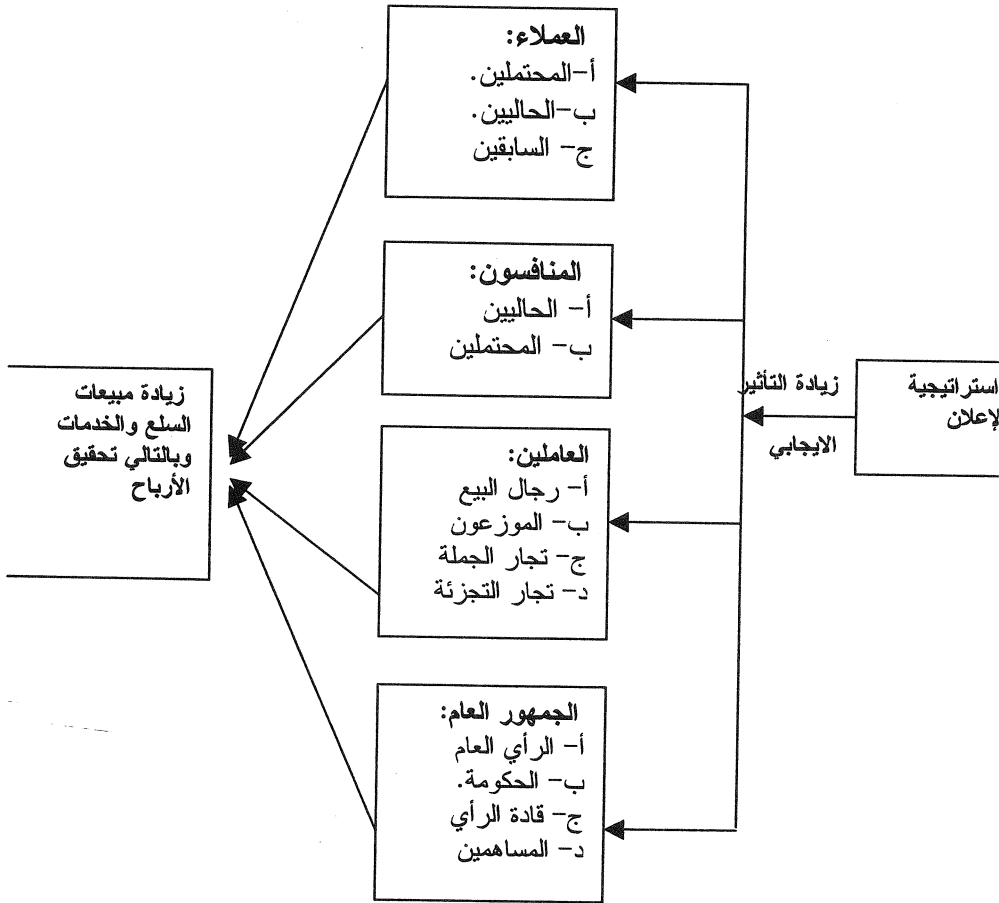 استراتيجية
لإعلان
زيادة التأثير
الايجابي
العملاء:
أ-المحتملين.
ب-الحاليين.
ج- السابقين
المنافسون:
أ- الحاليين
ب- المحتملين
العاملين:
أ- رجال البيع
ب- الموزعون
ج- تجار الجملة
د- تجار التجزئة
الجمهور العام:
أ- الرأي العام
ب- الحكومة.
ج- قادة الرأي
د- المساهمين
زيادة مبيعات
السلع والخدمات
وبالتالي تحقيق
الأرباح